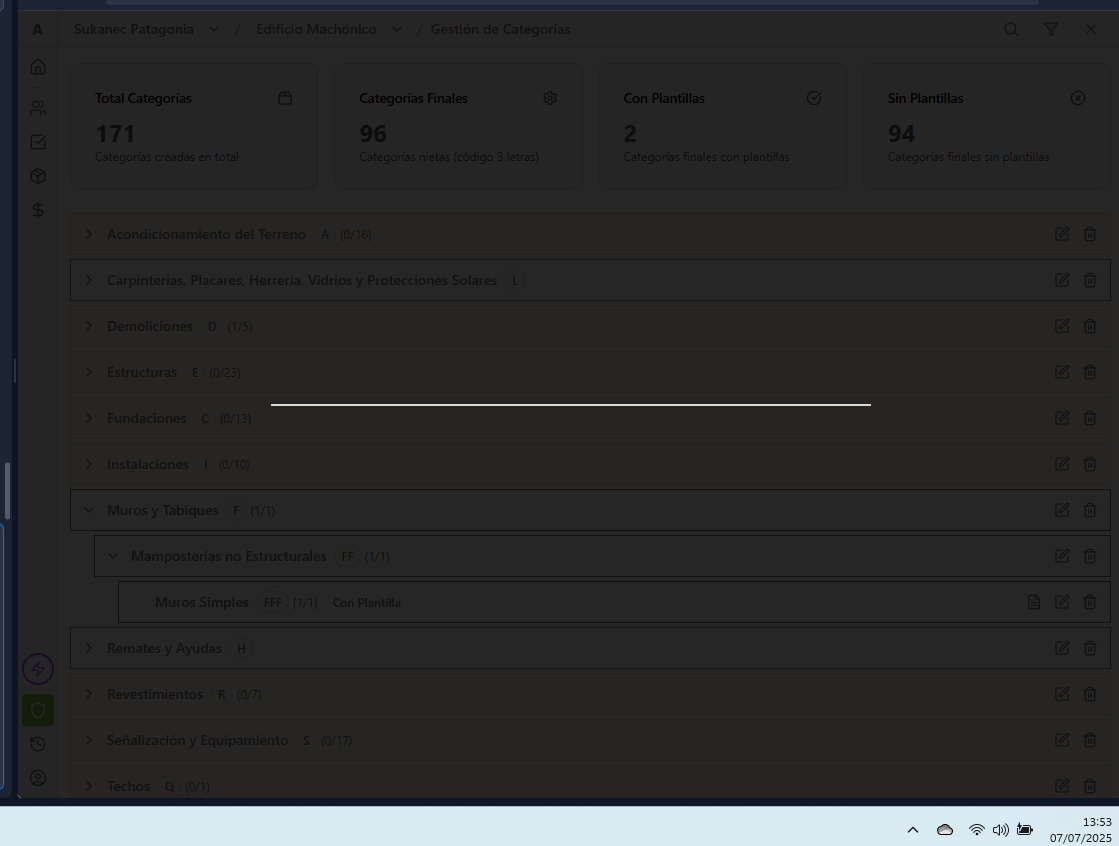 A Sukanec Patagonia / Edificio Machónico / Gestión de Categorías
Total Categorías Categorías Finales Con Plantillas Sin Plantillas
171 96 2 94
Categorías creadas en total Categorías nietas (código 3 letras) Categorías finales con plantillas Categorías finales sin plantillas
Acondicionamiento del Terreno A (0/16)
Carpinterías, Placares, Herrería, Vidrios y Protecciones Solares L
Demoliciones D (1/5)
Estructuras E (0/23)
Fundaciones C (0/13)
Instalaciones I (0/10)
Muros y Tabiques F (1/1)
Mamposterías no Estructurales FF (1/1)
Muros Simples FFF (1/1) Con Plantilla
Remates y Ayudas H
Revestimientos R (0/7)
Señalización y Equipamiento S (0/17)
Techos Q (0/1)
13:53
07/07/2025